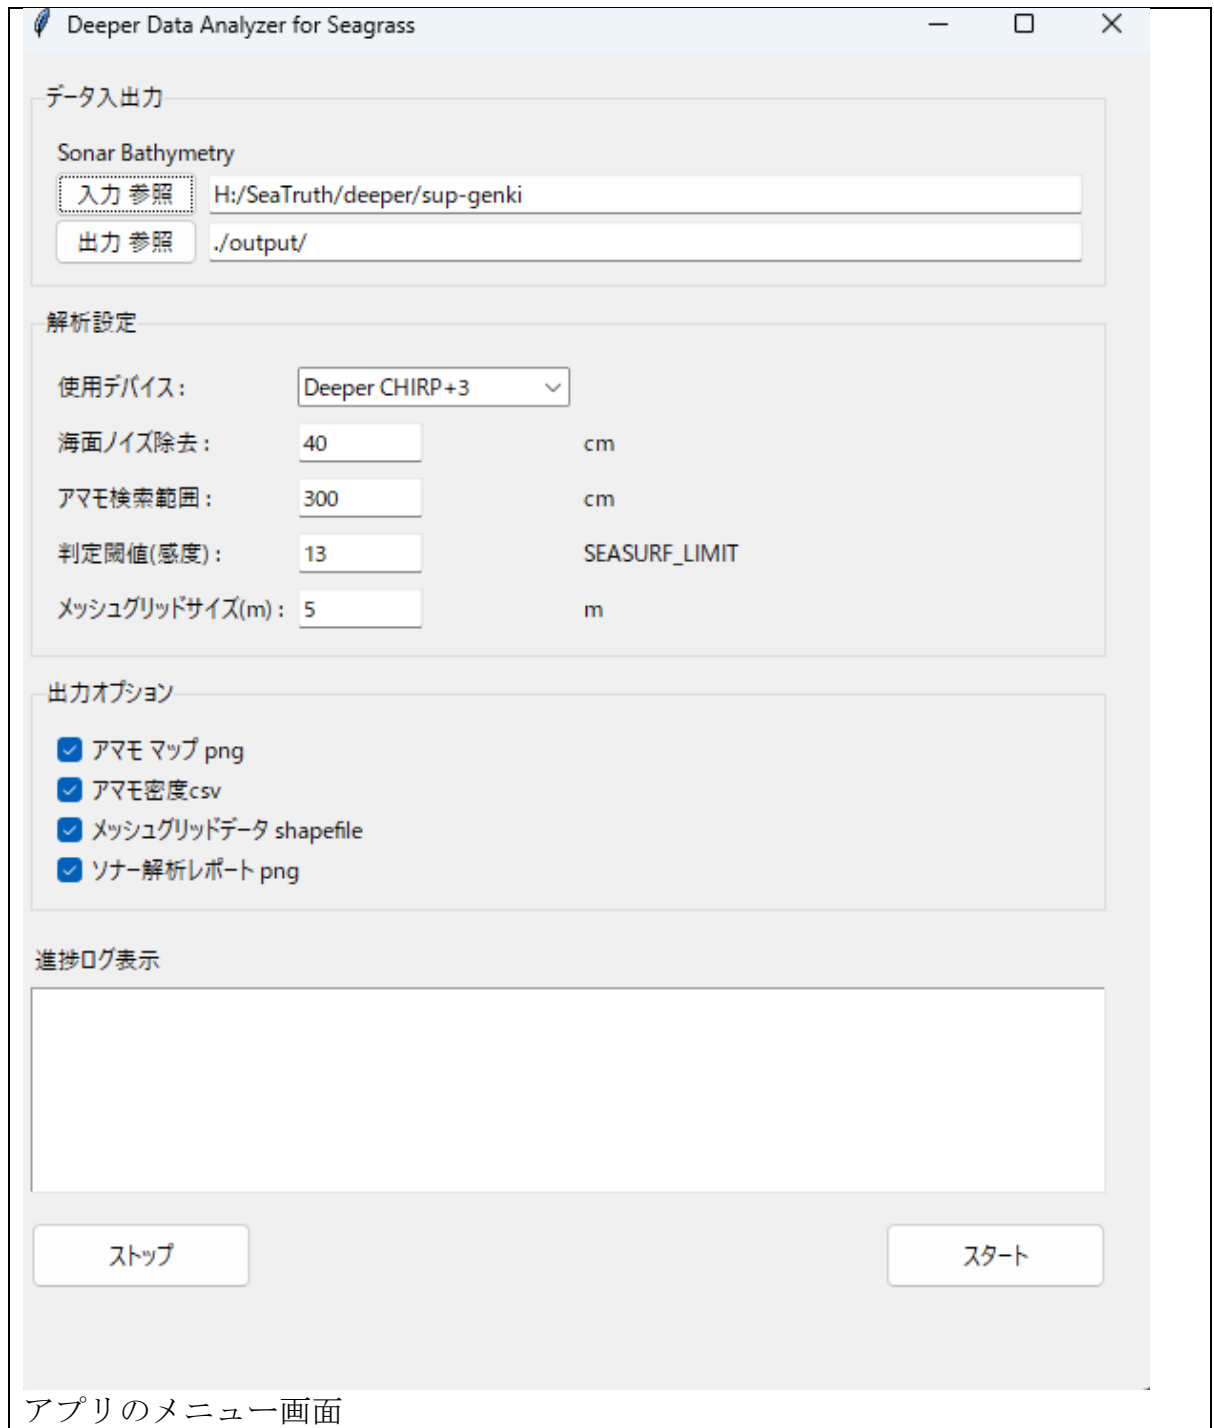 Deeper Data Analyzer for Seagrass
データ入出力
Sonar Bathymetry
入力 参照 H:/SeaTruth/deeper/sup-genki
出力 参照 ./output/
解析設定
使用デバイス : Deeper CHIRP+3
海面ノイズ除去 : 40 cm
アマモ検索範囲 : 300 cm
判定閾値(感度) : 13 SEASURF_LIMIT
メッシュグリッドサイズ(m) : 5 m
出力オプション
アマモ マップ png
アマモ密度csv
メッシュグリッドデータ shapefile
ソナー解析レポート png
進捗ログ表示
ストップ スタート
アプリのメニュー画面